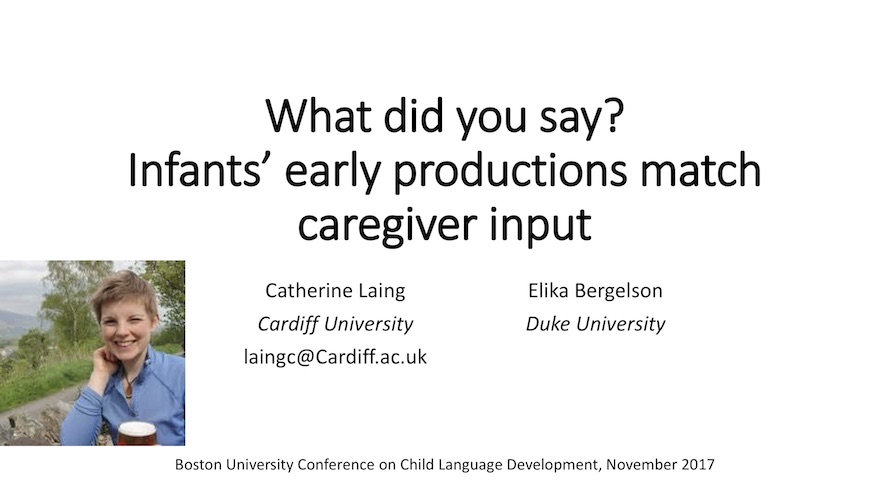 What did you say?
Infants’ early productions match
caregiver input
Catherine Laing
Cardiff University
laingc@Cardiff.ac.uk
Elika Bergelson
Duke University
Boston University Conference on Child Language Development, November 2017